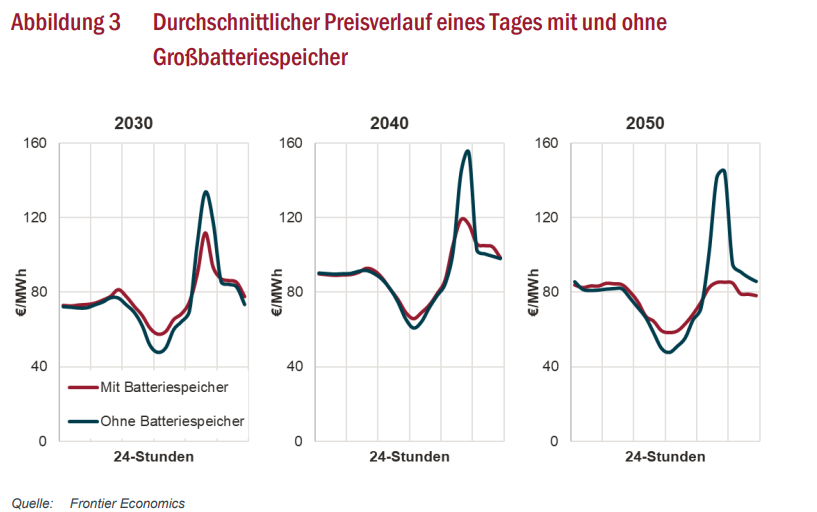 Abbildung 3 Durchschnittlicher Preisverlauf eines Tages mit und ohne
Großbatteriespeicher
2030
160
120
80
40
0
€/MWh
Mit Batteriespeicher
Ohne Batteriespeicher
24-Stunden
2040
160
120
80
40
0
€/MWh
24-Stunden
2050
160
120
80
40
0
€/MWh
24-Stunden
Quelle: Frontier Economics